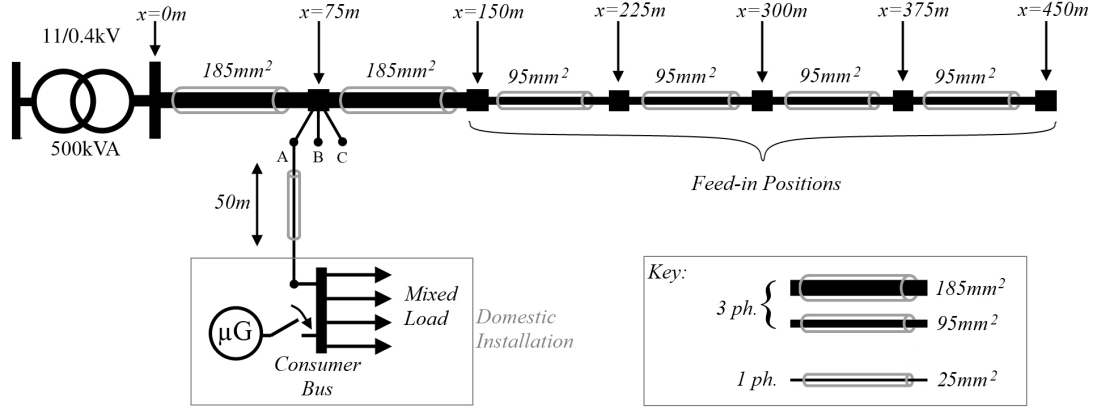 x=0m
x=75m
x=150m
x=225m
x=300m
x=375m
x=450m
11/0.4kV
185mm²
185mm²
95mm²
95mm²
95mm²
95mm²
500kVA
A
B
C
Feed-in Positions
50m
Key:
3 ph.
185mm²
95mm²
1 ph.
25mm²
Mixed
Load
Domestic
Installation
µG
Consumer
Bus